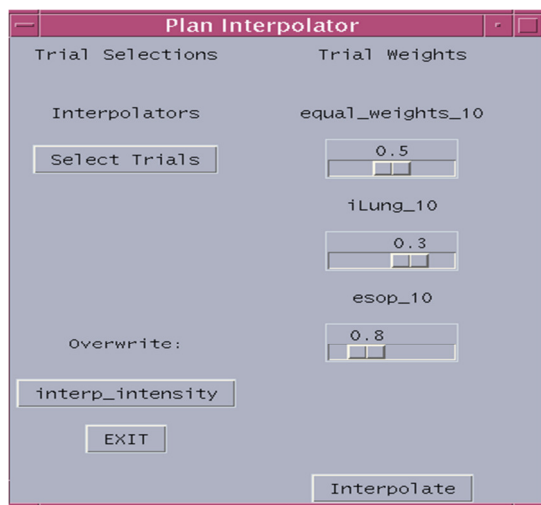 Plan Interpolator
Trial Selections
Trial Weights
Interpolators
equal_weights_10
Select Trials
0.5
iLung_10
0.3
esop_10
0.8
Overwrite:
interp_intensity
EXIT
Interpolate